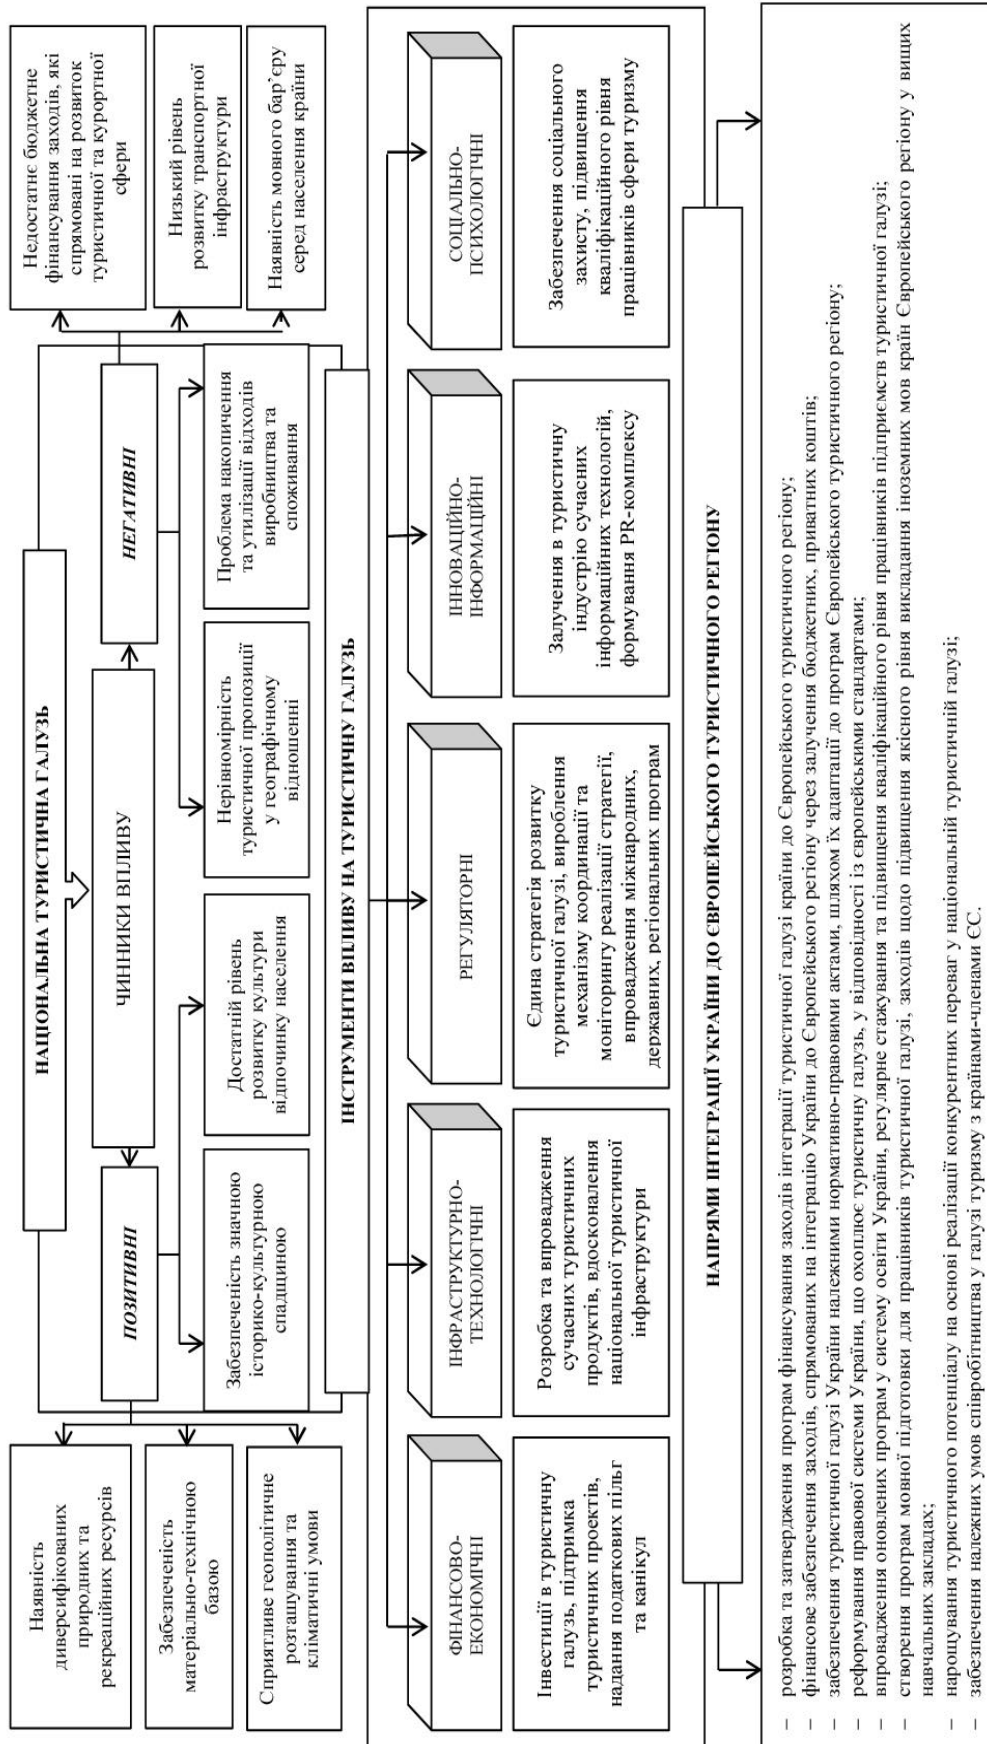 НАЦІОНАЛЬНА ТУРИСТИЧНА ГАЛУЗЬ
ЧИННИКИ ВПЛИВУ
ПОЗИТИВНІ
НЕГАТИВНІ
Наявність
диверсифікованих
природних та
рекреаційних ресурсів
Забезпеченість
матеріально-технічною
базою
Сприятливе геополітичне
розташування та
кліматичні умови
Забезпеченість значною
історико-культурною
спадщиною
Достатній рівень
розвитку культури
відпочинку населення
Нерівномірність
туристичної пропозиції
у географічному
відношенні
Проблема накопичення
та утилізації відходів
виробництва та
споживання
Недостатнє бюджетне
фінансування заходів, які
спрямовані на розвиток
туристичної та курортної
сфери
Низький рівень
розвитку транспортної
інфраструктури
Наявність мовного бар’єру
серед населення країни
ІНСТРУМЕНТИ ВПЛИВУ НА ТУРИСТИЧНУ ГАЛУЗЬ
ФІНАНСОВО-
ЕКОНОМІЧНІ
ІНФРАСТРУКТУРНО-
ТЕХНОЛОГІЧНІ
РЕГУЛЯТОРНІ
ІННОВАЦІЙНО-
ІНФОРМАЦІЙНІ
СОЦІАЛЬНО-
ПСИХОЛОГІЧНІ
Інвестиції в туристичну
галузь, підтримка
туристичних проектів,
надання податкових пільг
та канікул
Розробка та впровадження
сучасних туристичних
продуктів, вдосконалення
національної туристичної
інфраструктури
Єдина стратегія розвитку
туристичної галузі, вироблення
механізму координації та
моніторингу реалізації стратегії,
впровадження міжнародних,
державних, регіональних програм
Залучення в туристичну
індустрію сучасних
інформаційних технологій,
формування PR-комплексу
Забезпечення соціального
захисту, підвищення
кваліфікаційного рівня
працівників сфери туризму
НАПРЯМИ ІНТЕГРАЦІЇ УКРАЇНИ ДО ЄВРОПЕЙСЬКОГО ТУРИСТИЧНОГО РЕГІОНУ
– розробка та затвердження програм фінансування заходів інтеграції туристичної галузі країни до Європейського туристичного регіону;
– фінансове забезпечення заходів, спрямованих на інтеграцію України до Європейського регіону через залучення бюджетних, приватних коштів;
– забезпечення туристичної галузі України належними нормативно-правовими актами, шляхом їх адаптації до програм Європейського туристичного регіону;
– реформування правової системи України, що охоплює туристичну галузь, у відповідності із європейськими стандартами;
– впровадження оновлених програм у систему освіти України, регулярне стажування та підвищення кваліфікаційного рівня працівників підприємств туристичної галузі;
– створення програм мовної підготовки для працівників туристичної галузі, заходів щодо підвищення якісного рівня викладання іноземних мов країн Європейського регіону у вищих
навчальних закладах;
– нарощування туристичного потенціалу на основі реалізації конкурентних переваг у національній туристичній галузі;
– забезпечення належних умов співробітництва у галузі туризму з країнами-членами ЄС.